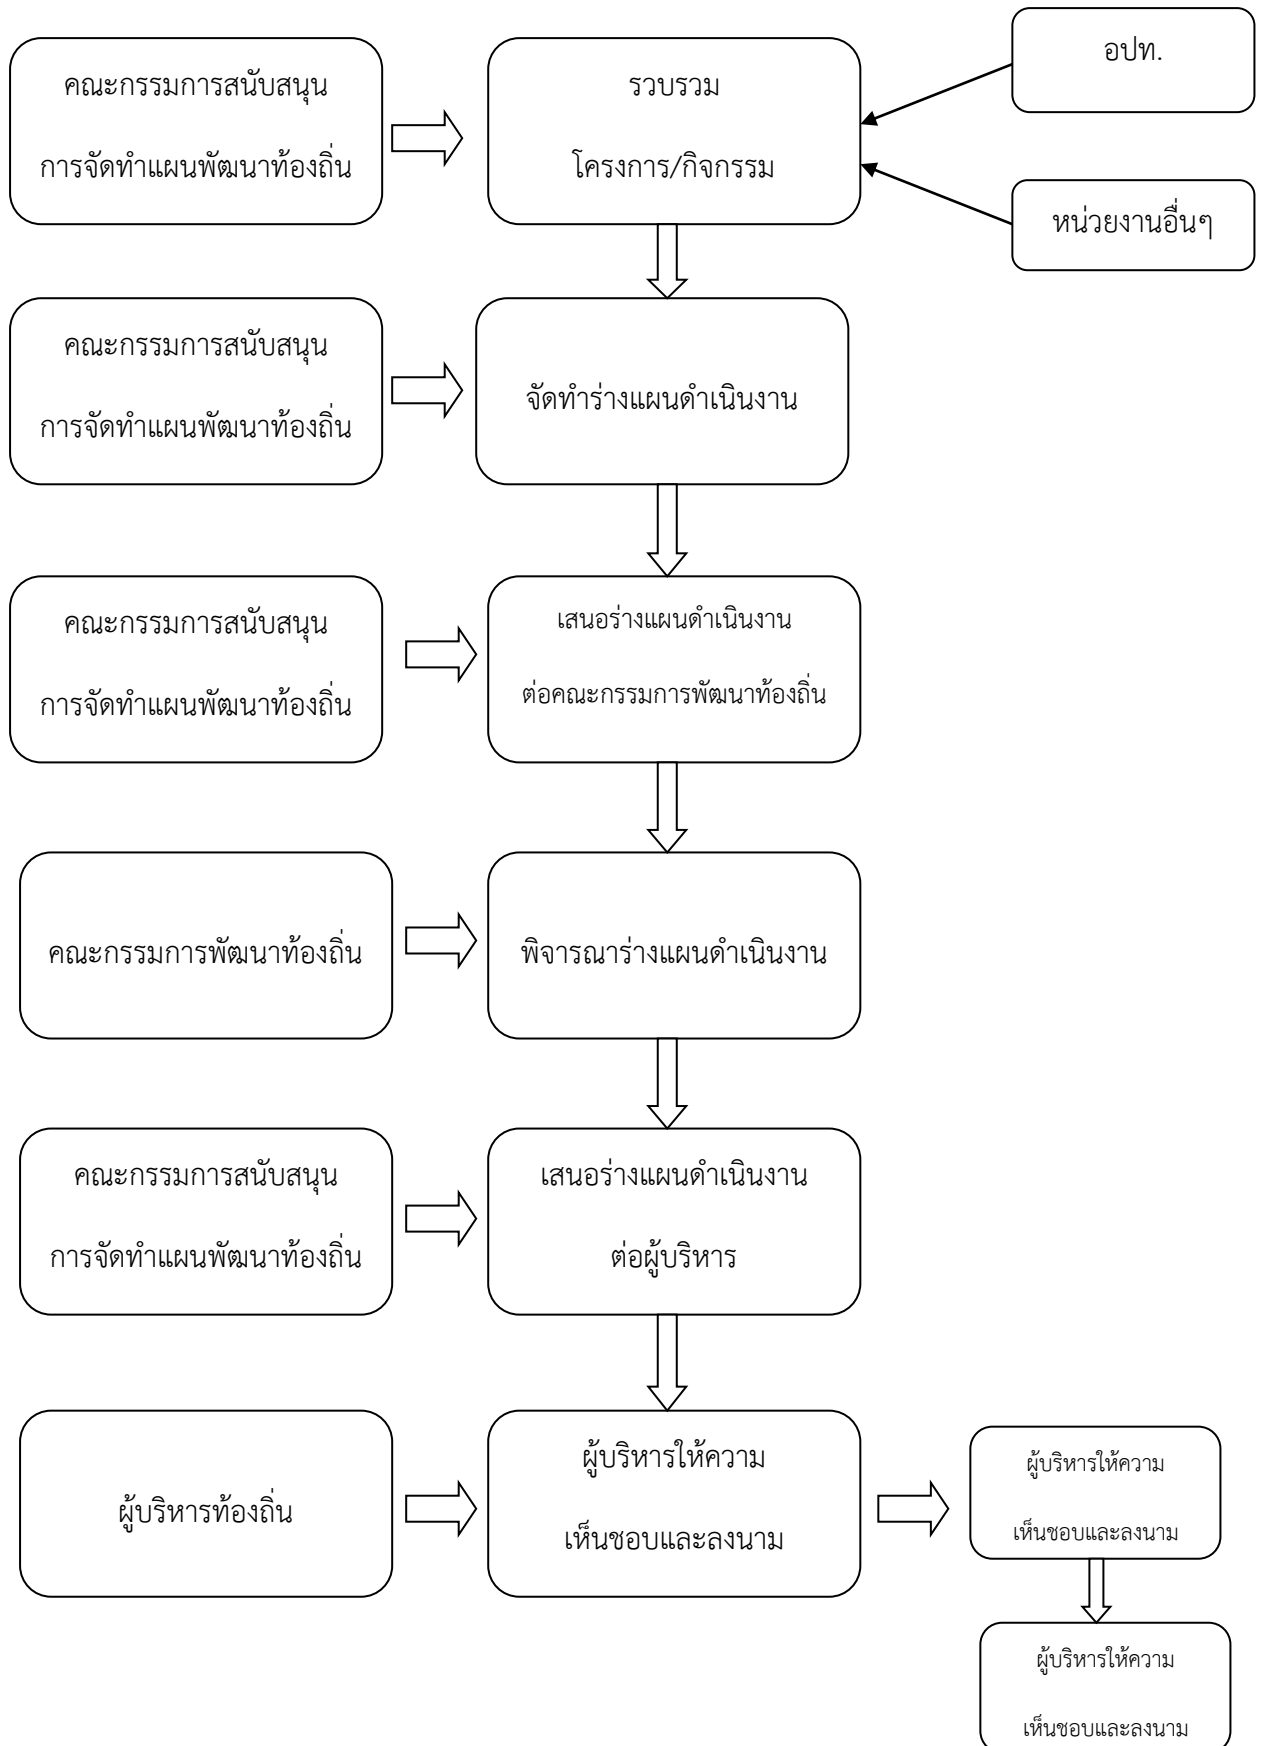 คณะกรรมการสนับสนุน
การจัดทำแผนพัฒนาท้องถิ่น
รวบรวม
โครงการ/กิจกรรม
อปท.
หน่วยงานอื่นๆ
คณะกรรมการสนับสนุน
การจัดทำแผนพัฒนาท้องถิ่น
จัดทำร่างแผนดำเนินงาน
คณะกรรมการสนับสนุน
การจัดทำแผนพัฒนาท้องถิ่น
เสนอร่างแผนดำเนินงาน
ต่อคณะกรรมการพัฒนาท้องถิ่น
คณะกรรมการพัฒนาท้องถิ่น
พิจารณาร่างแผนดำเนินงาน
คณะกรรมการสนับสนุน
การจัดทำแผนพัฒนาท้องถิ่น
เสนอร่างแผนดำเนินงาน
ต่อผู้บริหาร
ผู้บริหารท้องถิ่น
ผู้บริหารให้ความ
เห็นชอบและลงนาม
ผู้บริหารให้ความ
เห็นชอบและลงนาม
ผู้บริหารให้ความ
เห็นชอบและลงนาม